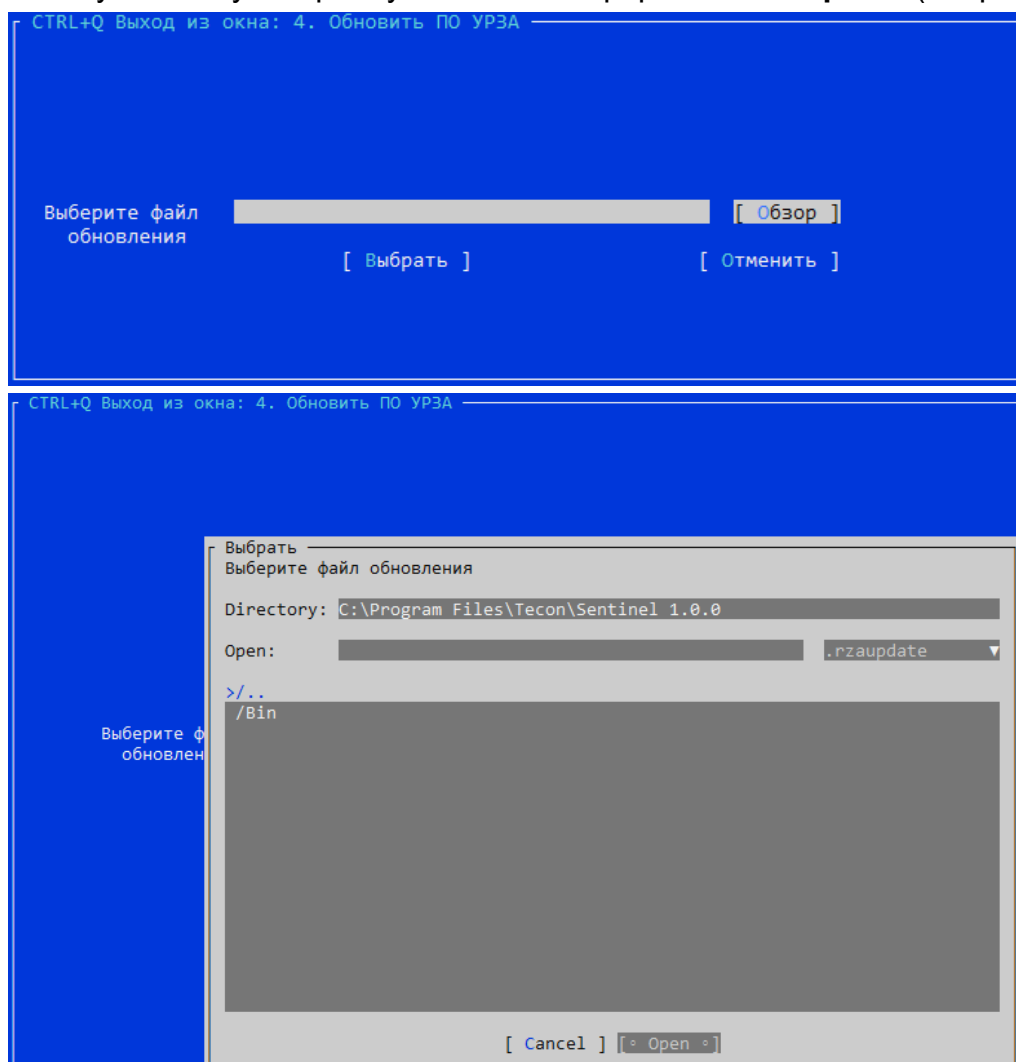 CTRL+Q Выход из окна: 4. Обновить ПО УРЗА
Выберите файл
обновления
[ Обзор ]
[ Выбрать ] [ Отменить ]
CTRL+Q Выход из окна: 4. Обновить ПО УРЗА
Выбрать
Выберите файл обновления
Directory: C:\Program Files\Tecon\Sentinel 1.0.0
Open: .rzaupdate ▼
>/..
/Bin
Выберите ф
обновлен
[ Cancel ] [◦ Open ◦]